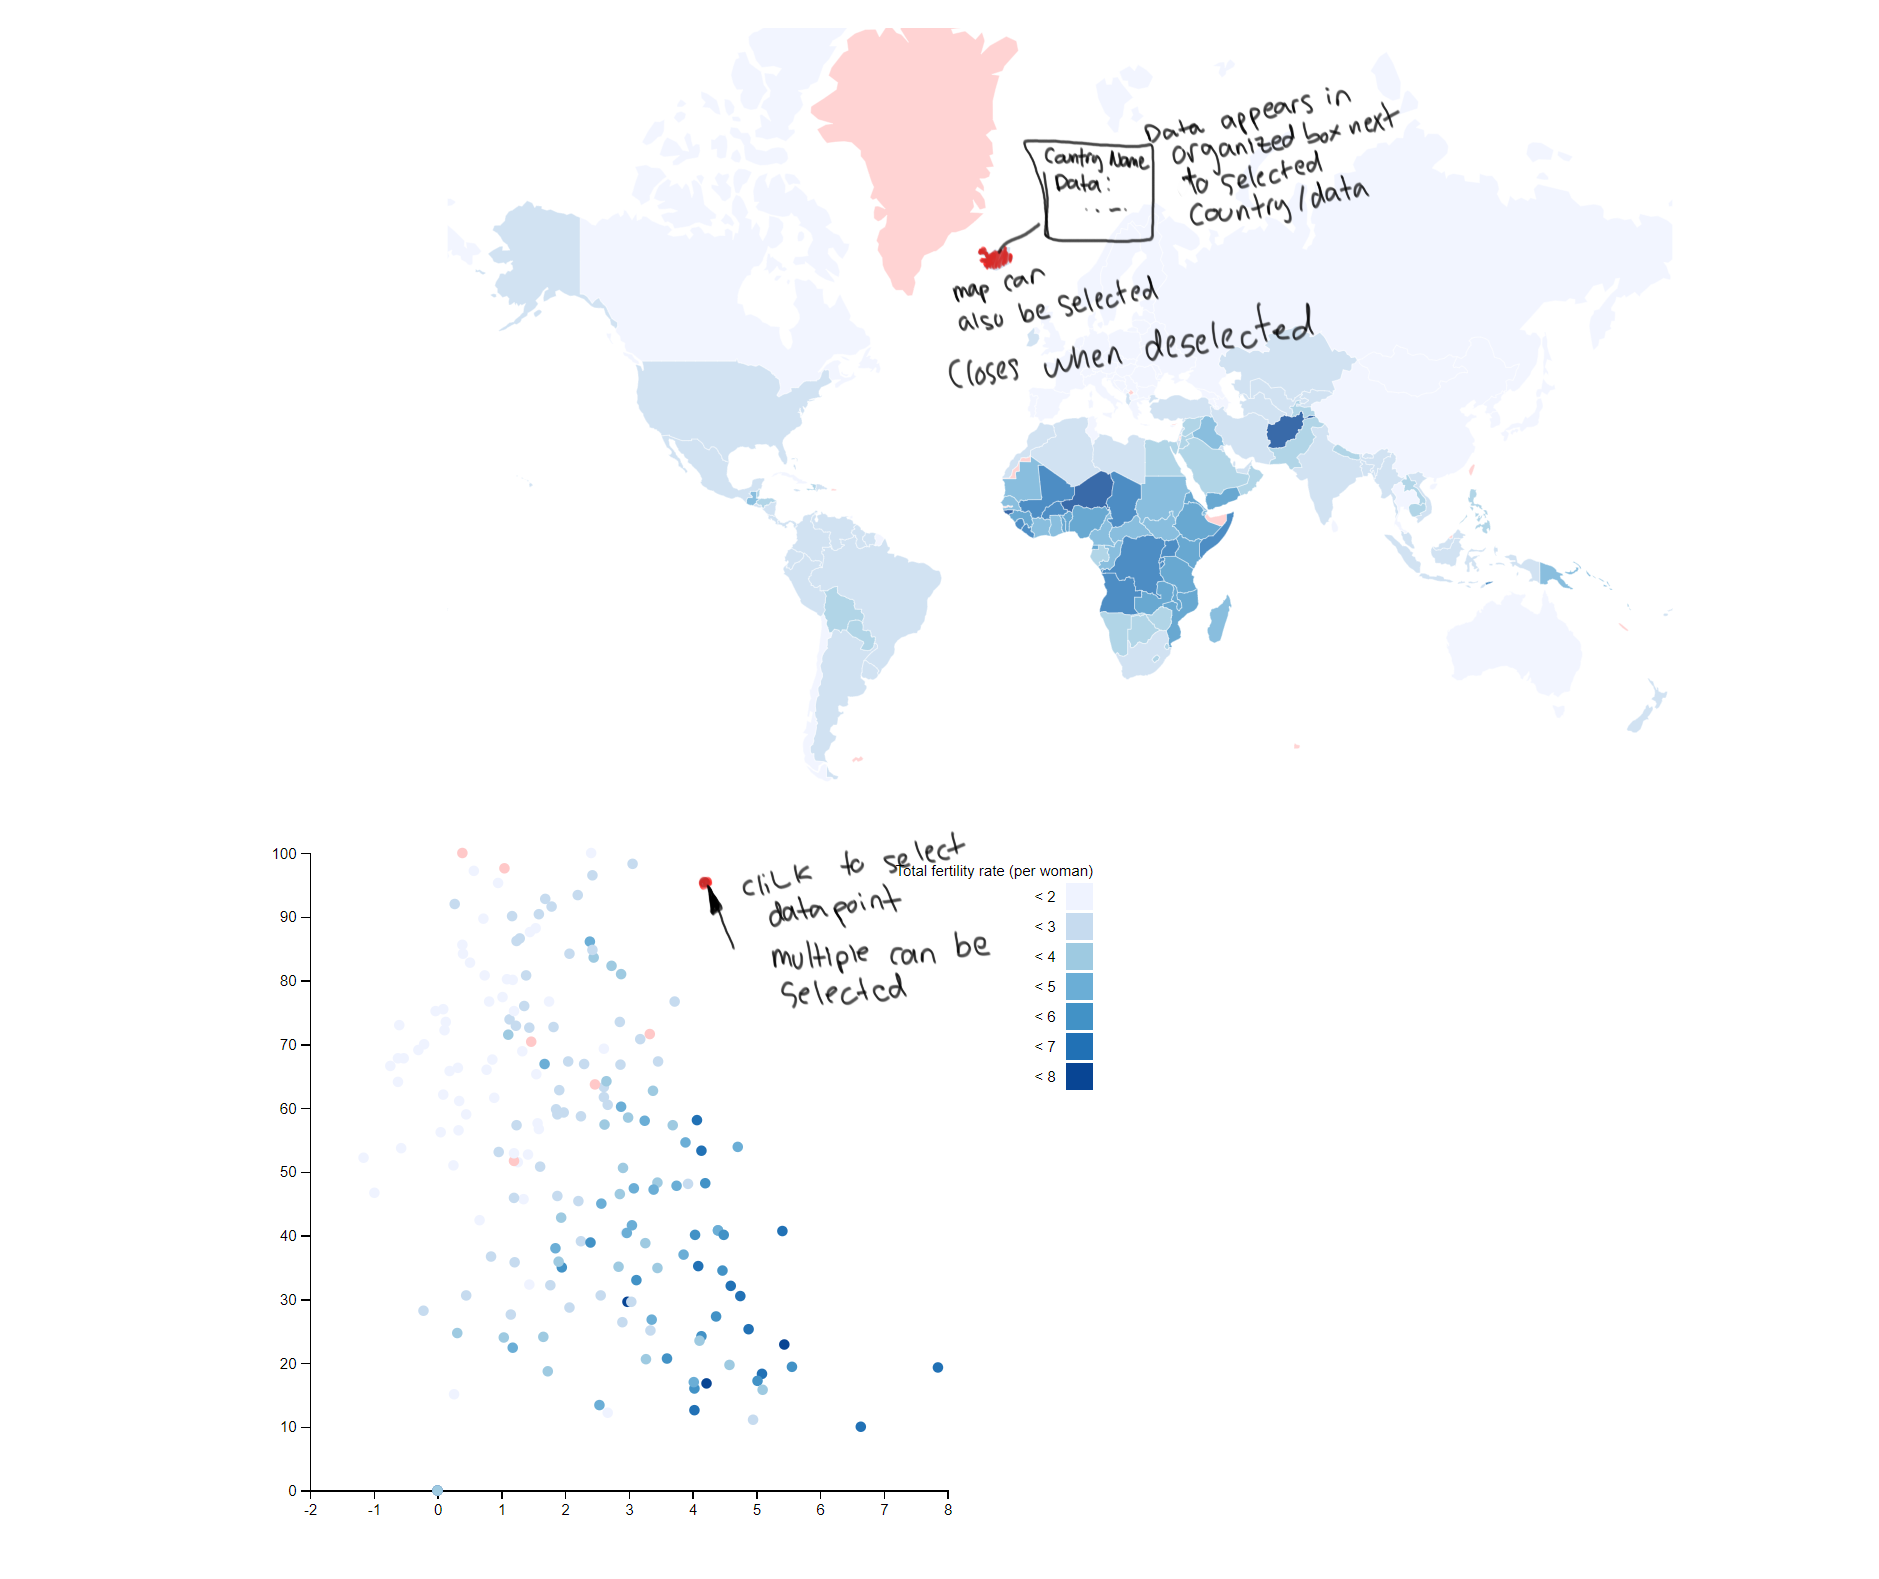 Data appears in
organized box next
to selected
Country/data
Country Name
Data:
map can
also be selected
Closes when deselected
click to select
datapoint
multiple can be
selected
Total fertility rate (per woman)
< 2
< 3
< 4
< 5
< 6
< 7
< 8
100
90
80
70
60
50
40
30
20
10
0
-2 -1 0 1 2 3 4 5 6 7 8